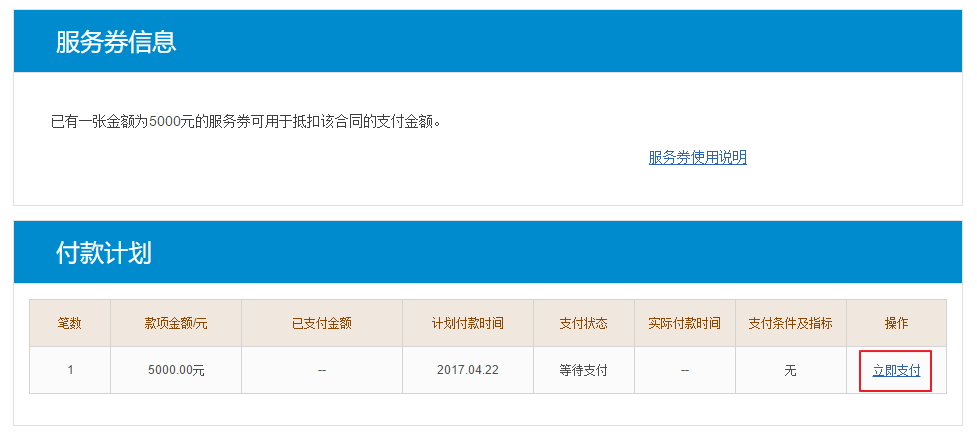 服务券信息
已有一张金额为5000元的服务券可用于抵扣该合同的支付金额。
服务券使用说明
付款计划
笔数 款项金额/元 已支付金额 计划付款时间 支付状态 实际付款时间 支付条件及指标 操作
1 5000.00元 -- 2017.04.22 等待支付 -- 无 立即支付